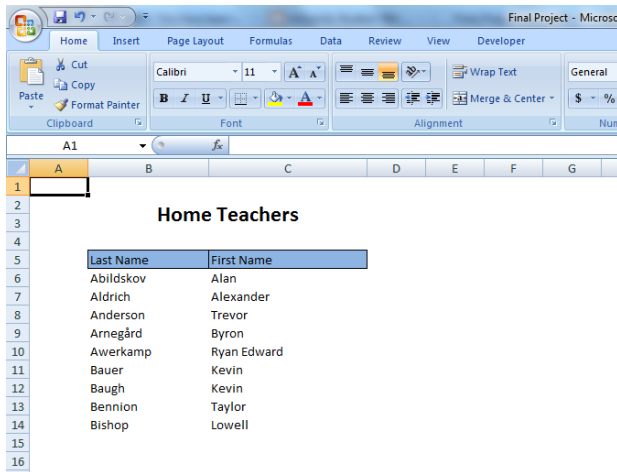 Final Project - Microso
Home Insert Page Layout Formulas Data Review View Developer
Cut
Copy
Paste
Format Painter
Clipboard
Calibri 11 A A
B I U A
Font
Wrap Text
Merge & Center
Alignment
General
$ %
Num
A1 fx
A B C D E F G
1
2
3 Home Teachers
4
5 Last Name First Name
6 Abildskov Alan
7 Aldrich Alexander
8 Anderson Trevor
9 Arnegård Byron
10 Awerkamp Ryan Edward
11 Bauer Kevin
12 Baugh Kevin
13 Bennion Taylor
14 Bishop Lowell
15
16